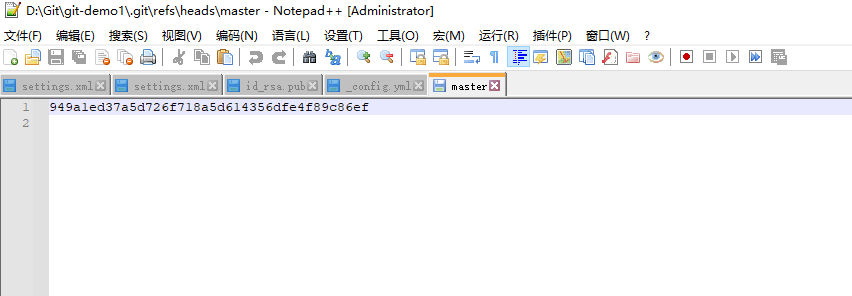 D:\Git\git-demo1\.git\refs\heads\master - Notepad++ [Administrator]
文件(F) 编辑(E) 搜索(S) 视图(V) 编码(N) 语言(L) 设置(T) 工具(O) 宏(M) 运行(R) 插件(P) 窗口(W) ?
settings.xml settings.xml id_rsa.pub _config.yml master
1 949a1ed37a5d726f718a5d614356dfe4f89c86ef
2